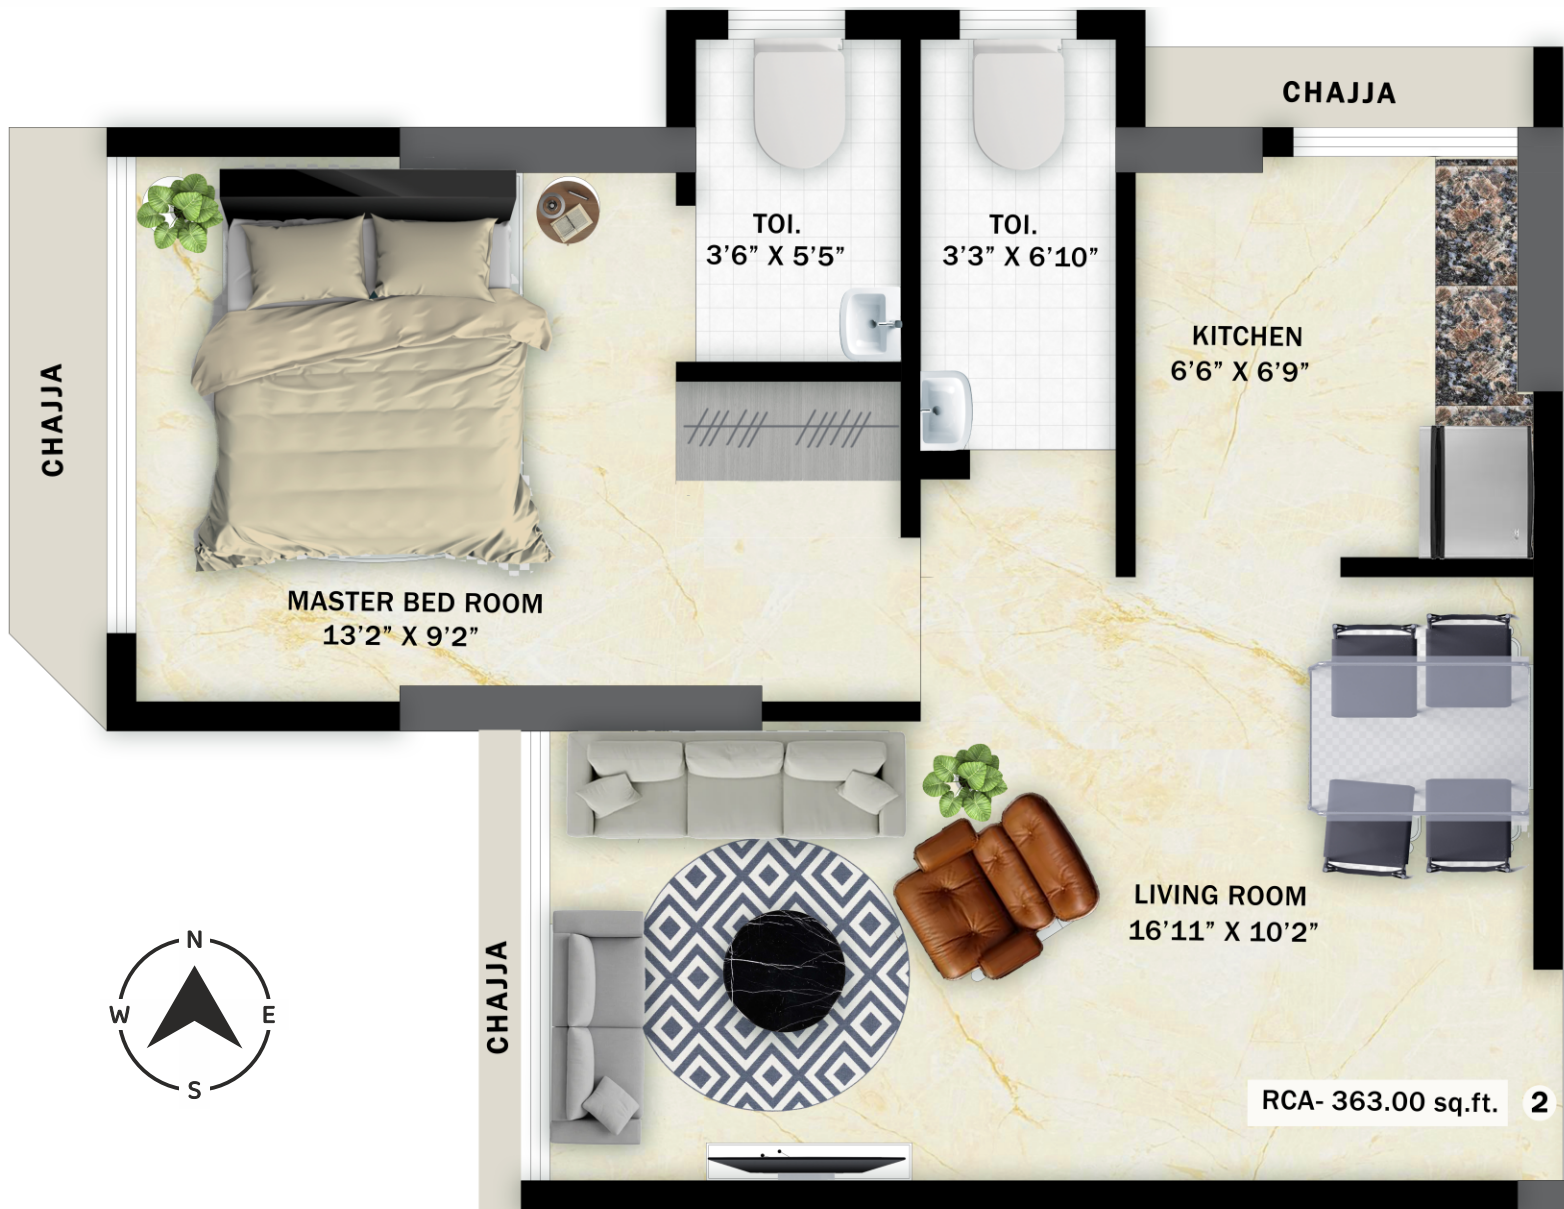 CHAJJA
TOI.
3'6" X 5'5"
TOI.
3'3" X 6'10"
KITCHEN
6'6" X 6'9"
CHAJJA
MASTER BED ROOM
13'2" X 9'2"
LIVING ROOM
16'11" X 10'2"
CHAJJA
N
W
E
S
RCA- 363.00 sq.ft.
2